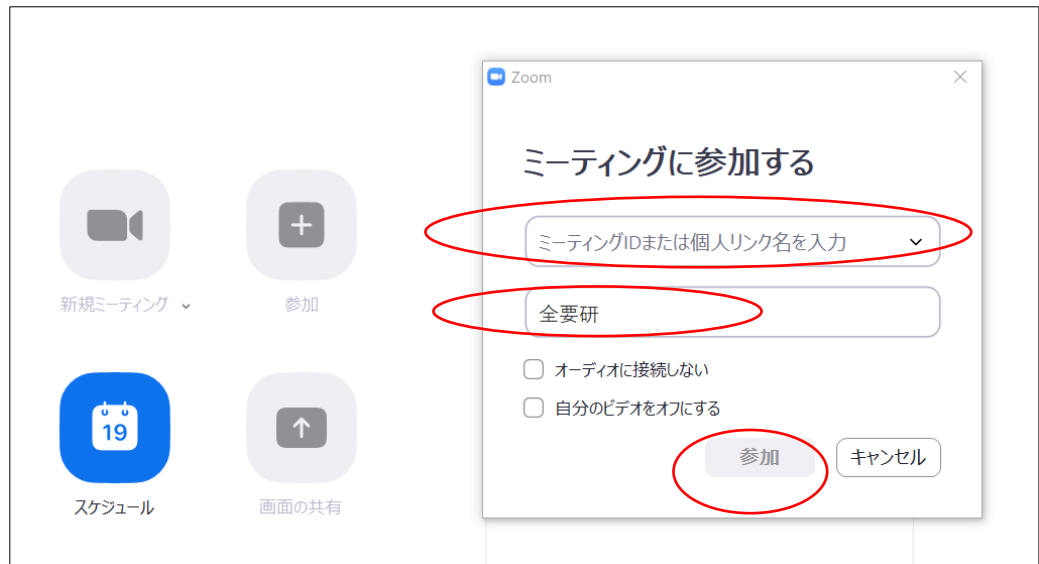 Zoom
ミーティングに参加する
ミーティングIDまたは個人リンク名を入力
全要研
オーディオに接続しない
自分のビデオをオフにする
参加
キャンセル
新規ミーティング
参加
19
スケジュール
画面の共有